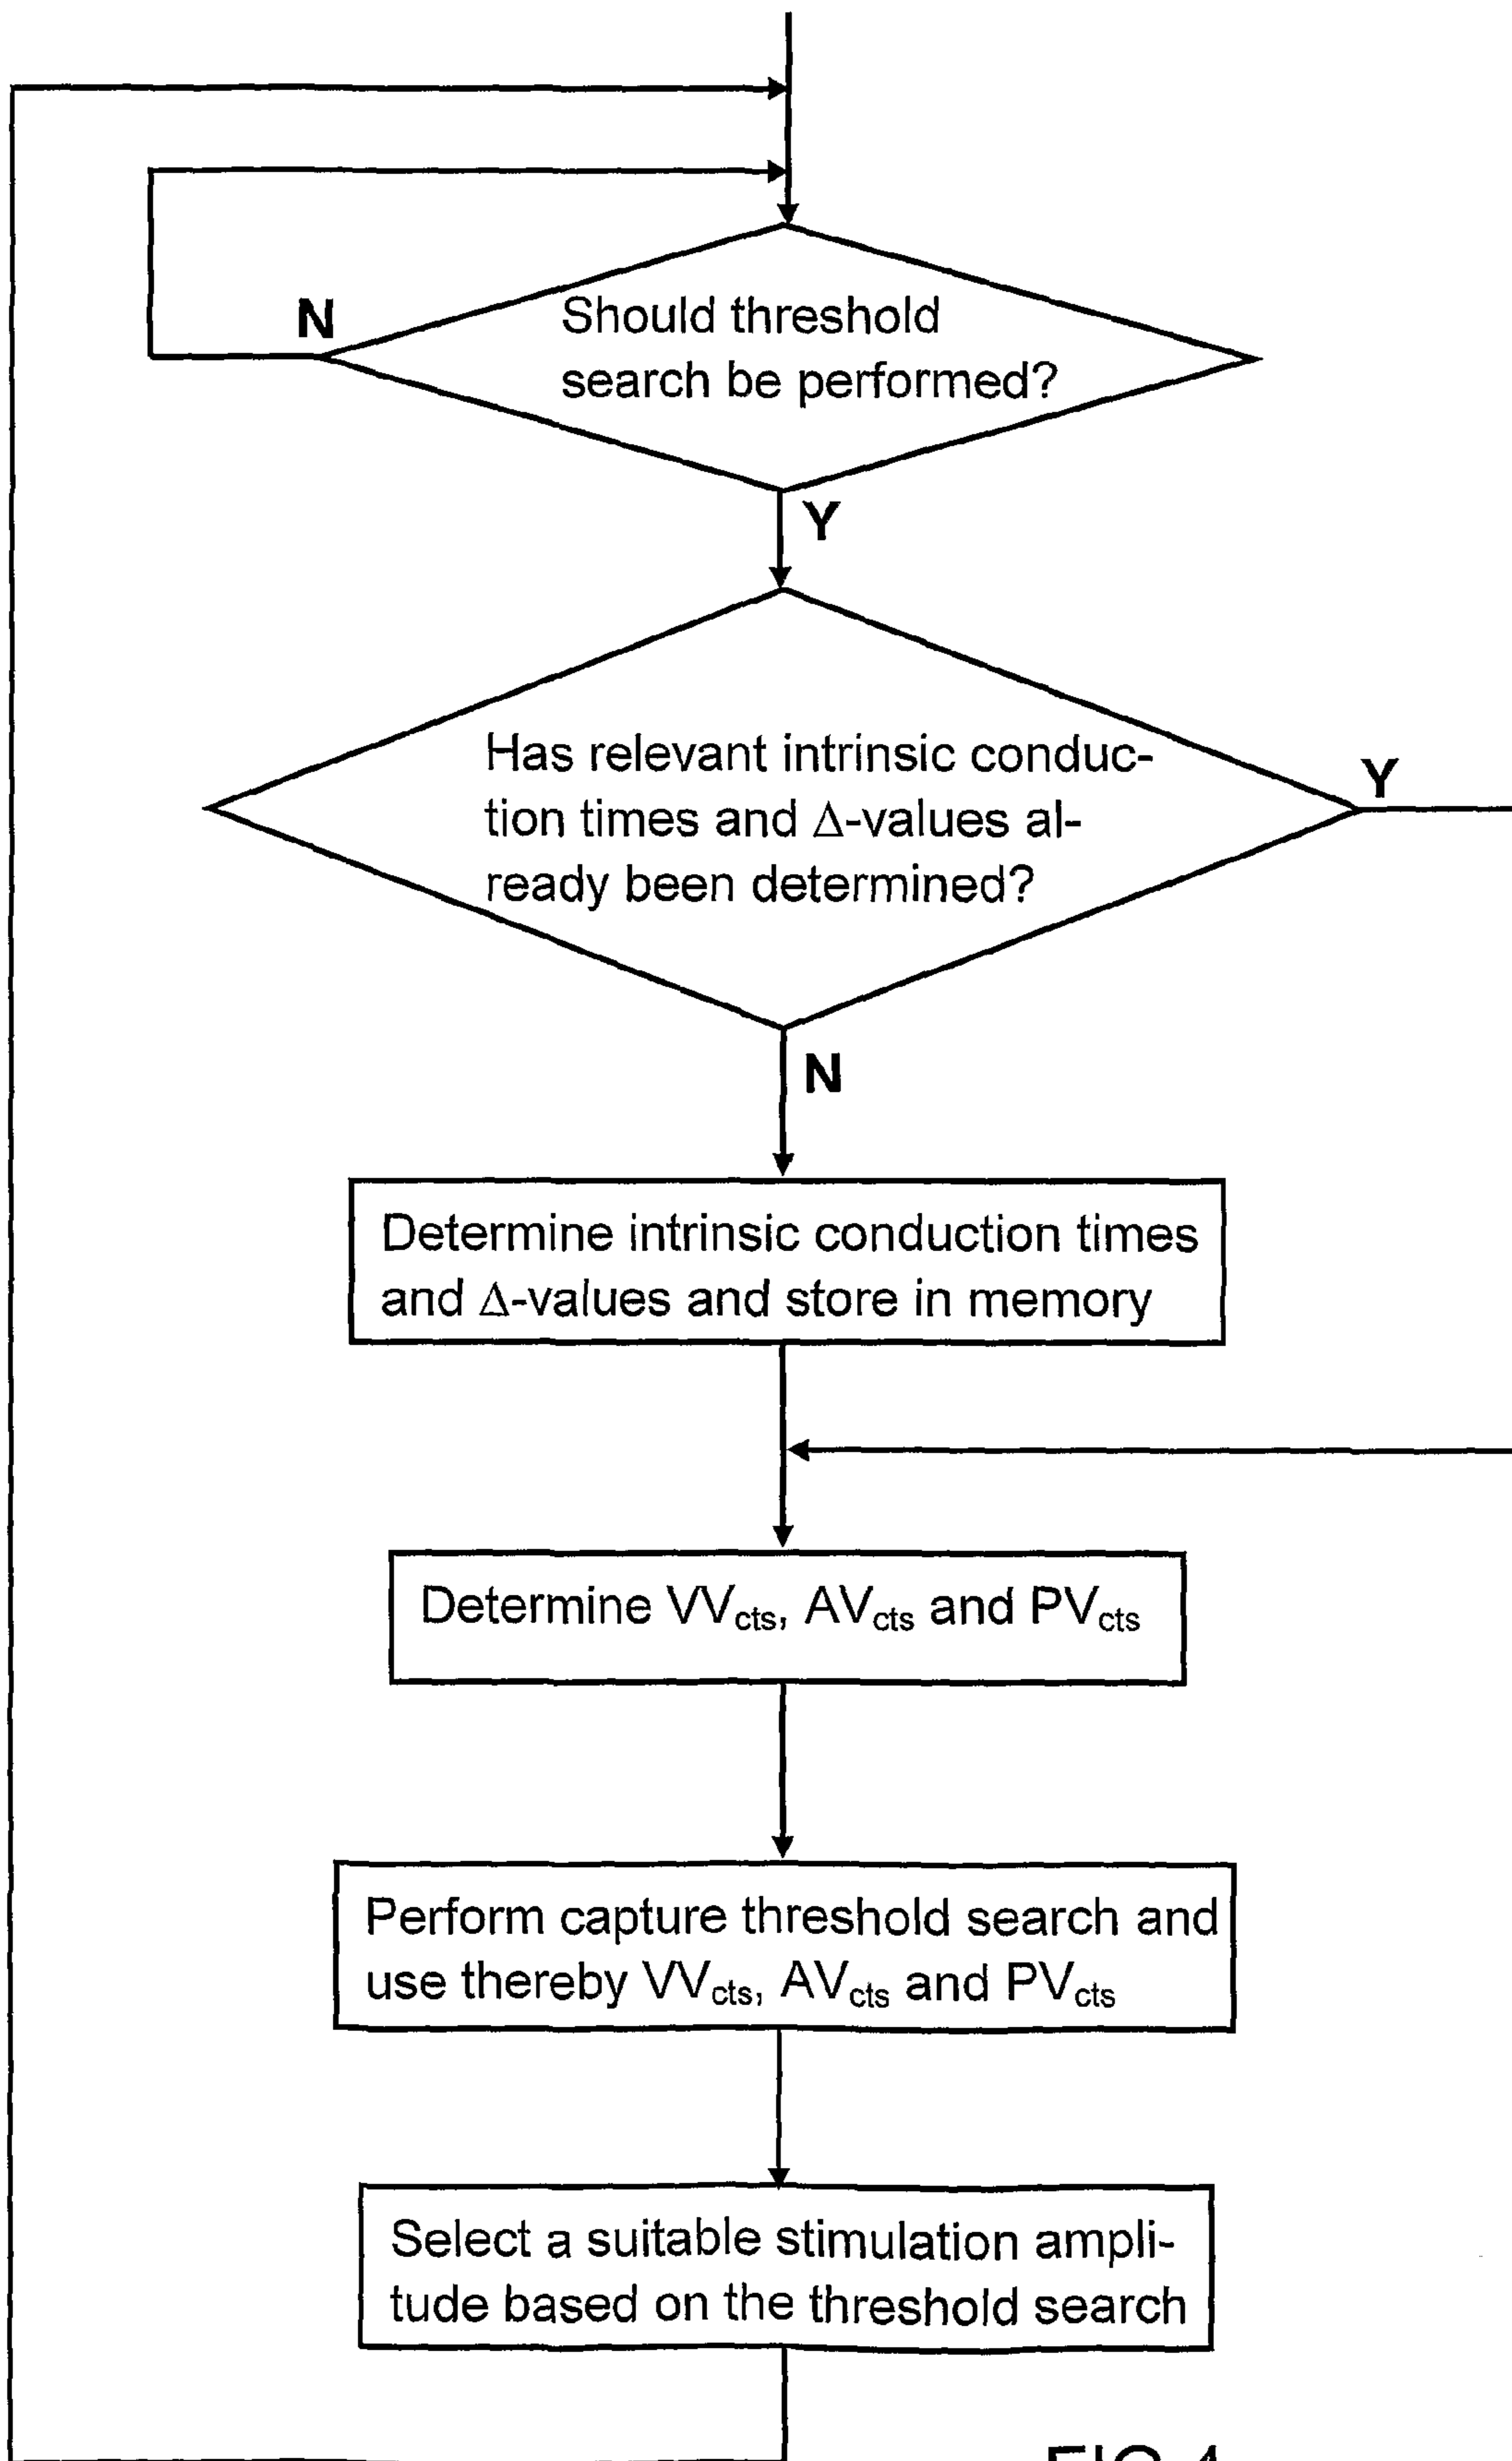 Should threshold
N
search be performed?
Y
Has relevant intrinsic conduc-
Y
tion times and Δ-values al-
ready been determined?
N
Determine intrinsic conduction times
and Δ-values and store in memory
Determine VVcts, AVcts and PVcts
Perform capture threshold search and
use thereby VVcts, AVcts and PVcts
Select a suitable stimulation ampli-
tude based on the threshold search